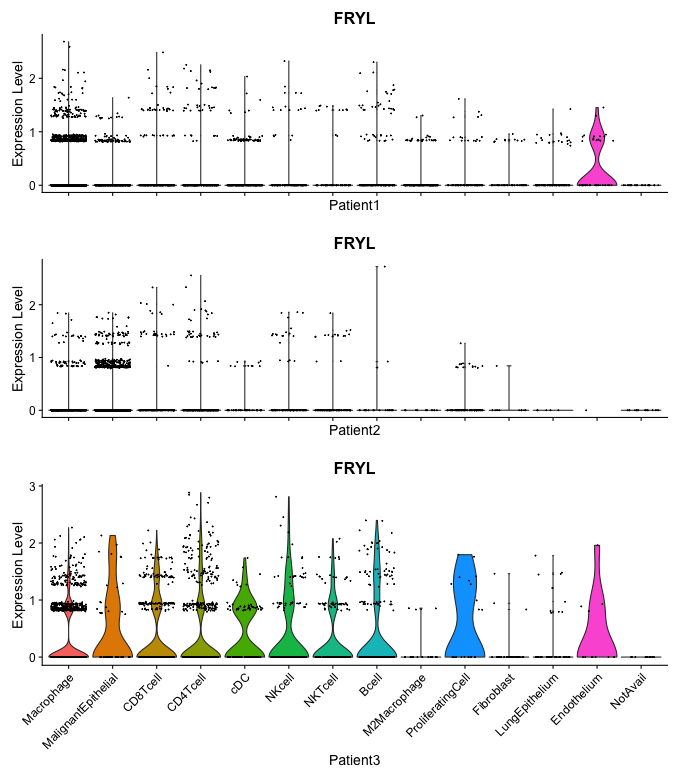 FRYL
Expression Level
2
1
0
Patient1
FRYL
Expression Level
2
1
0
Patient2
FRYL
Expression Level
3
2
1
0
Macrophage
MalignantEpithelial
CD8Tcell
CD4Tcell
cDC
NKcell
NKTcell
Bcell
M2Macrophage
ProliferatingCell
Fibroblast
LungEpithelium
Endothelium
NotAvail
Patient3